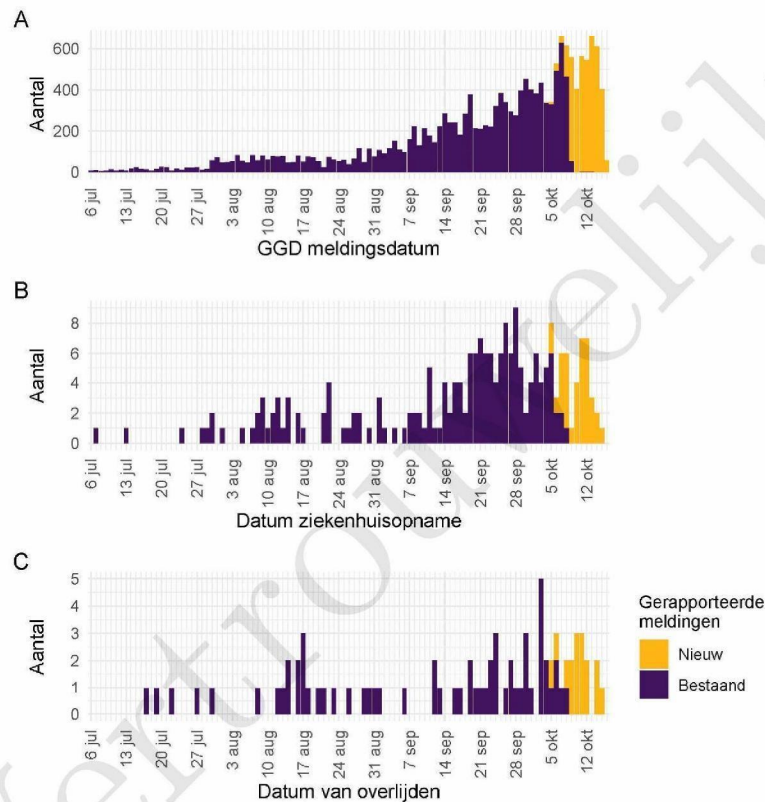 A
Aantal
600
400
200
0
6 jul
13 jul
20 jul
27 jul
3 aug
10 aug
17 aug
24 aug
31 aug
7 sep
14 sep
21 sep
28 sep
5 okt
12 okt
GGD meldingsdatum
B
Aantal
8
6
4
2
0
6 jul
13 jul
20 jul
27 jul
3 aug
10 aug
17 aug
24 aug
31 aug
7 sep
14 sep
21 sep
28 sep
5 okt
12 okt
Datum ziekenhuisopname
C
Aantal
5
4
3
2
1
0
6 jul
13 jul
20 jul
27 jul
3 aug
10 aug
17 aug
24 aug
31 aug
7 sep
14 sep
21 sep
28 sep
5 okt
12 okt
Datum van overlijden
Gerapporteerde
meldingen
Nieuw
Bestaand